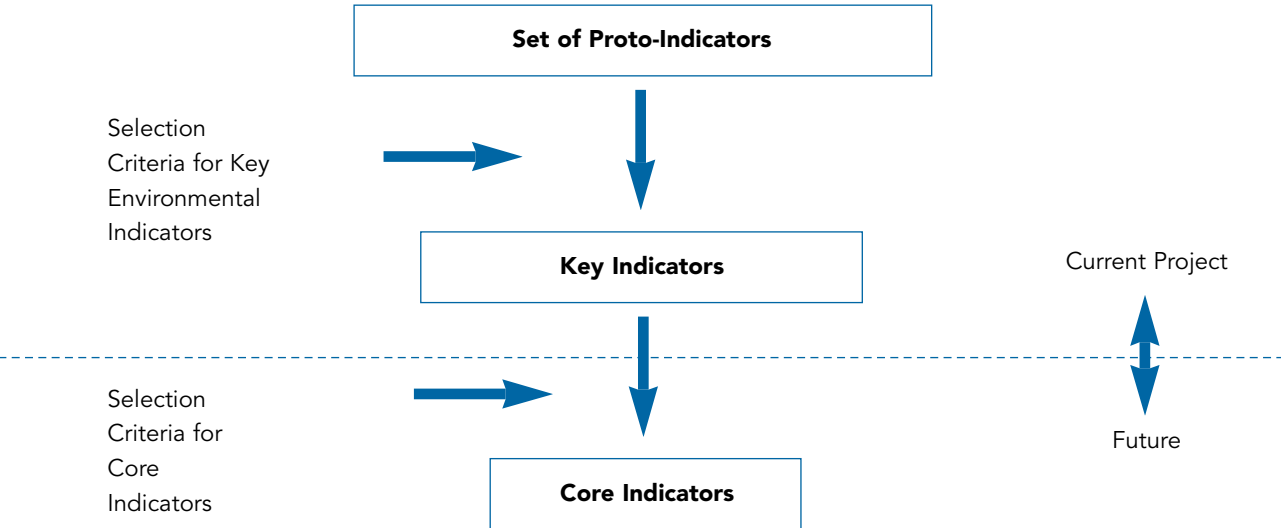 Set of Proto-Indicators
Selection
Criteria for Key
Environmental
Indicators
Key Indicators
Current Project
Selection
Criteria for
Core
Indicators
Future
Core Indicators